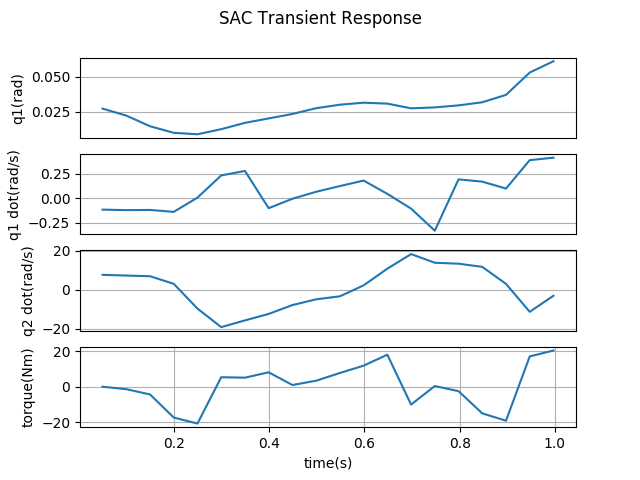 SAC Transient Response
q1(rad)
0.050
0.025
q1 dot(rad/s)
0.25
0.00
−0.25
q2 dot(rad/s)
20
0
−20
torque(Nm)
20
0
−20
0.2 0.4 0.6 0.8 1.0
time(s)